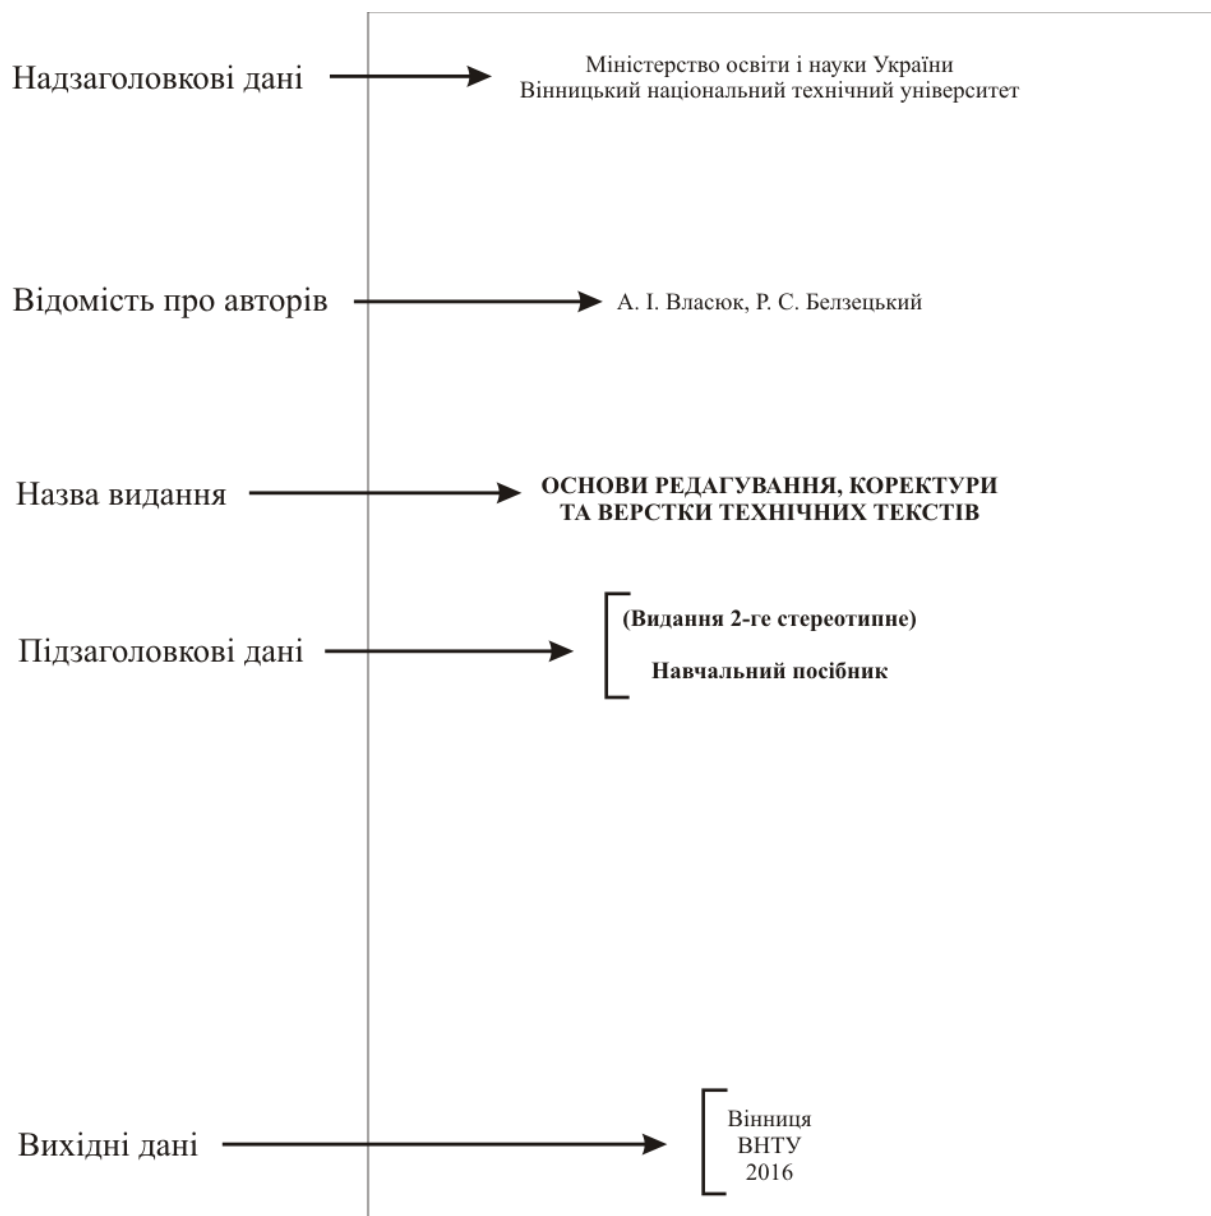 Надзаголовкові дані
Міністерство освіти і науки України
Вінницький національний технічний університет
Відомість про авторів
А. І. Власюк, Р. С. Белзецький
Назва видання
ОСНОВИ РЕДАГУВАННЯ, КОРЕКТУРИ
ТА ВЕРСТКИ ТЕХНІЧНИХ ТЕКСТІВ
Підзаголовкові дані
(Видання 2-ге стереотипне)
Навчальний посібник
Вихідні дані
Вінниця
ВНТУ
2016